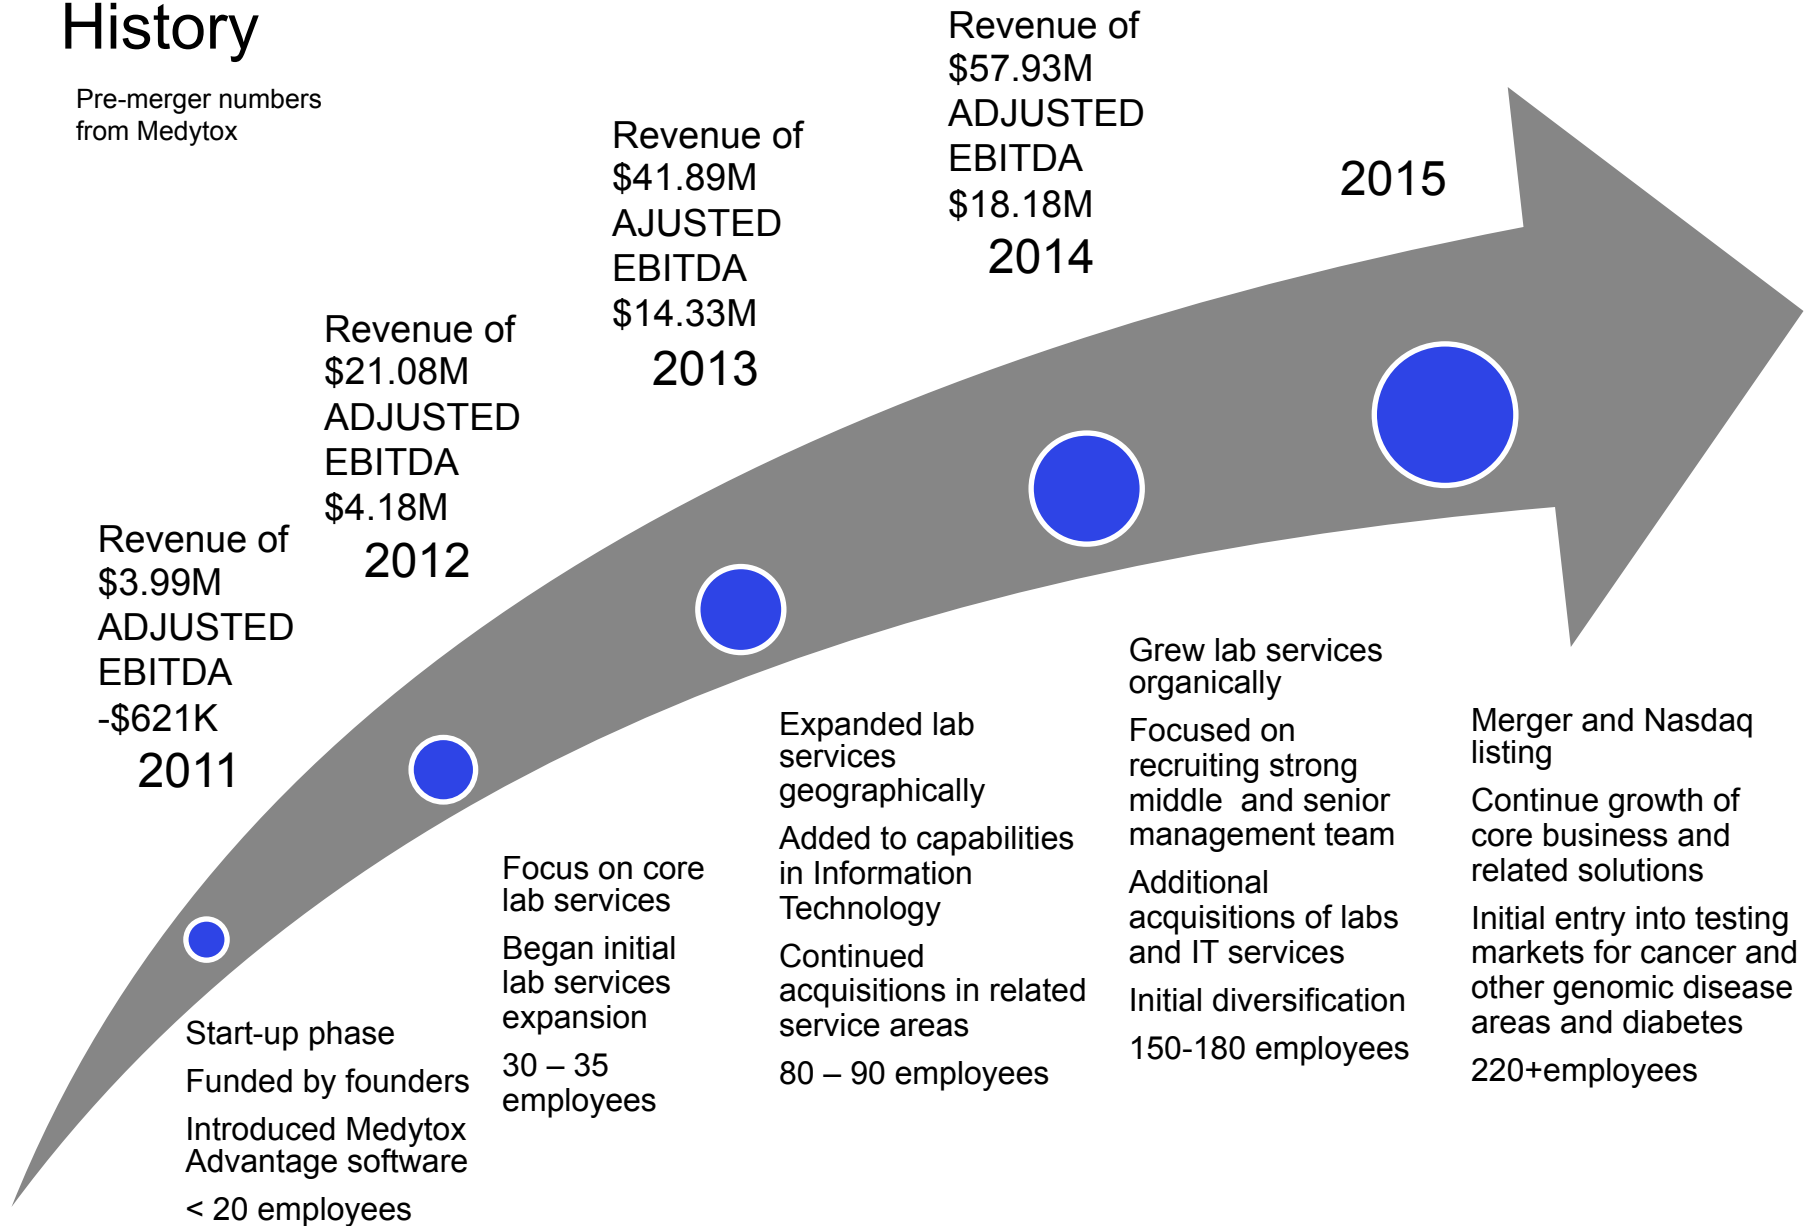 History
Pre-merger numbers
from Medytox
Revenue of
$3.99M
ADJUSTED
EBITDA
-$621K
2011
Revenue of
$21.08M
ADJUSTED
EBITDA
$4.18M
2012
Revenue of
$41.89M
AJUSTED
EBITDA
$14.33M
2013
Revenue of
$57.93M
ADJUSTED
EBITDA
$18.18M
2014
2015
Start-up phase
Funded by founders
Introduced Medytox
Advantage software
< 20 employees
Focus on core
lab services
Began initial
lab services
expansion
30 – 35
employees
Expanded lab
services
geographically
Added to capabilities
in Information
Technology
Continued
acquisitions in related
service areas
80 – 90 employees
Grew lab services
organically
Focused on
recruiting strong
middle  and senior
management team
Additional
acquisitions of labs
and IT services
Initial diversification
150-180 employees
Merger and Nasdaq
listing
Continue growth of
core business and
related solutions
Initial entry into testing
markets for cancer and
other genomic disease
areas and diabetes
220+employees